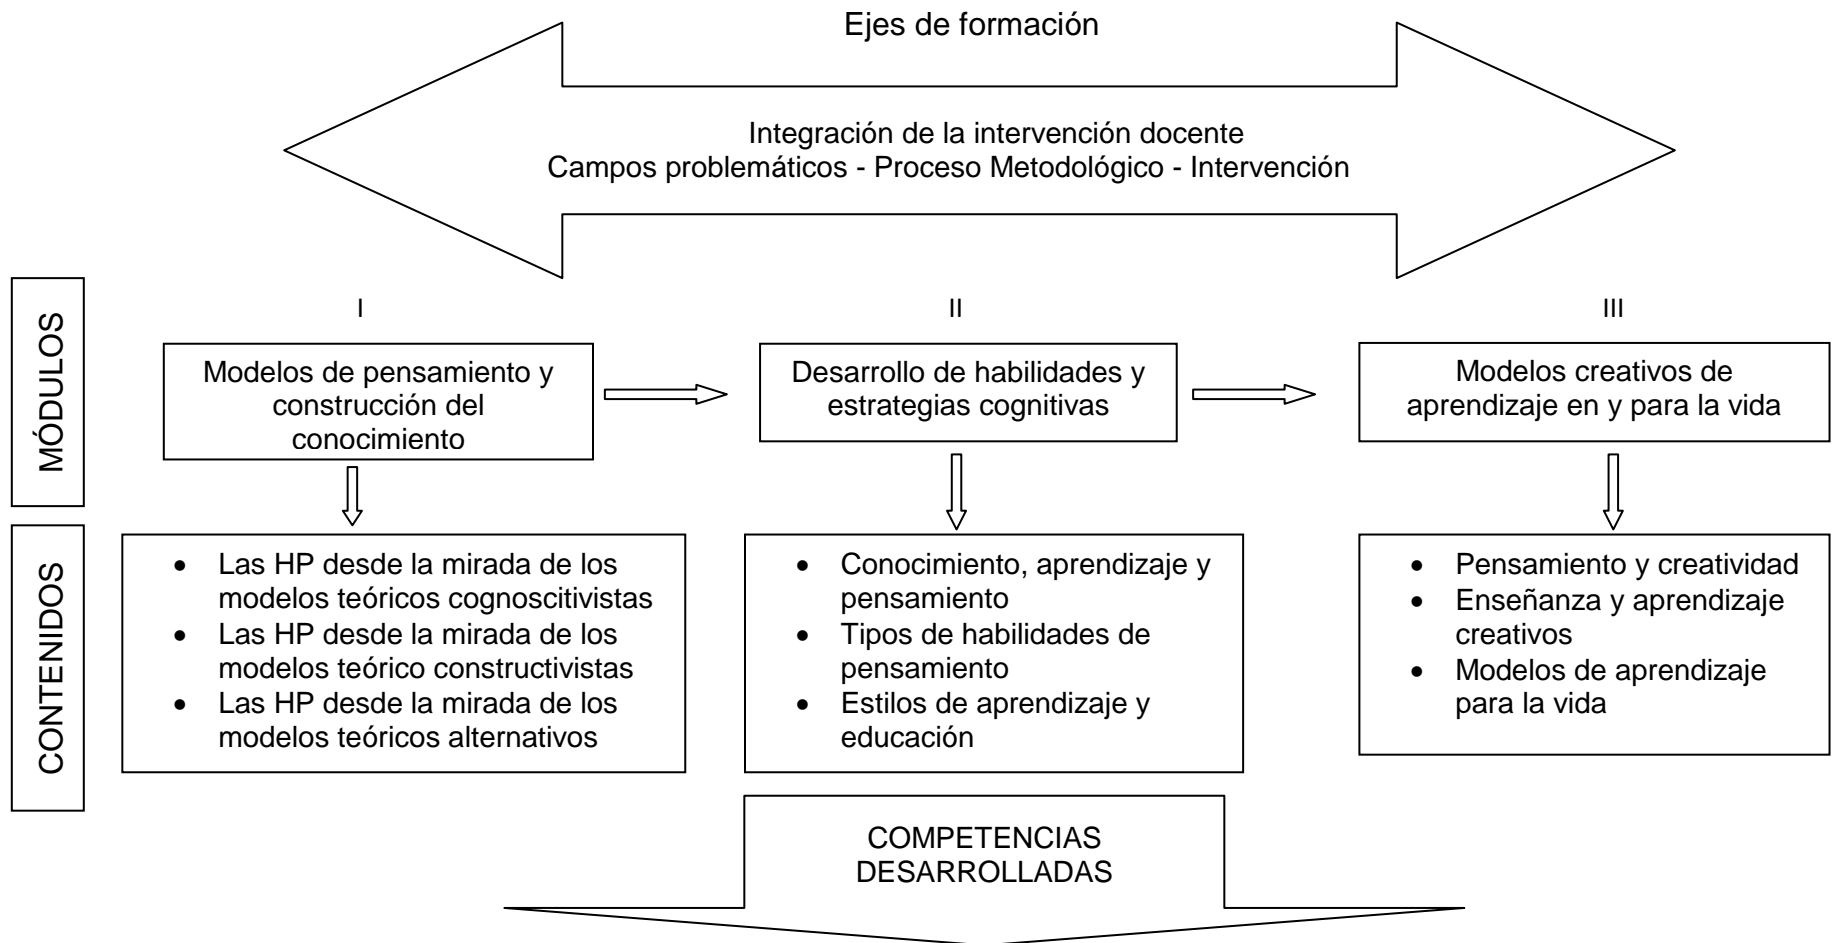 Ejes de formación
Integración de la intervención docente
Campos problemáticos - Proceso Metodológico - Intervención
MÓDULOS
I
II
III
Modelos de pensamiento y
construcción del
conocimiento
Desarrollo de habilidades y
estrategias cognitivas
Modelos creativos de
aprendizaje en y para la vida
CONTENIDOS
• Las HP desde la mirada de los
modelos teóricos cognoscitivistas
• Las HP desde la mirada de los
modelos teórico constructivistas
• Las HP desde la mirada de los
modelos teóricos alternativos
• Conocimiento, aprendizaje y
pensamiento
• Tipos de habilidades de
pensamiento
• Estilos de aprendizaje y
educación
• Pensamiento y creatividad
• Enseñanza y aprendizaje
creativos
• Modelos de aprendizaje
para la vida
COMPETENCIAS
DESARROLLADAS